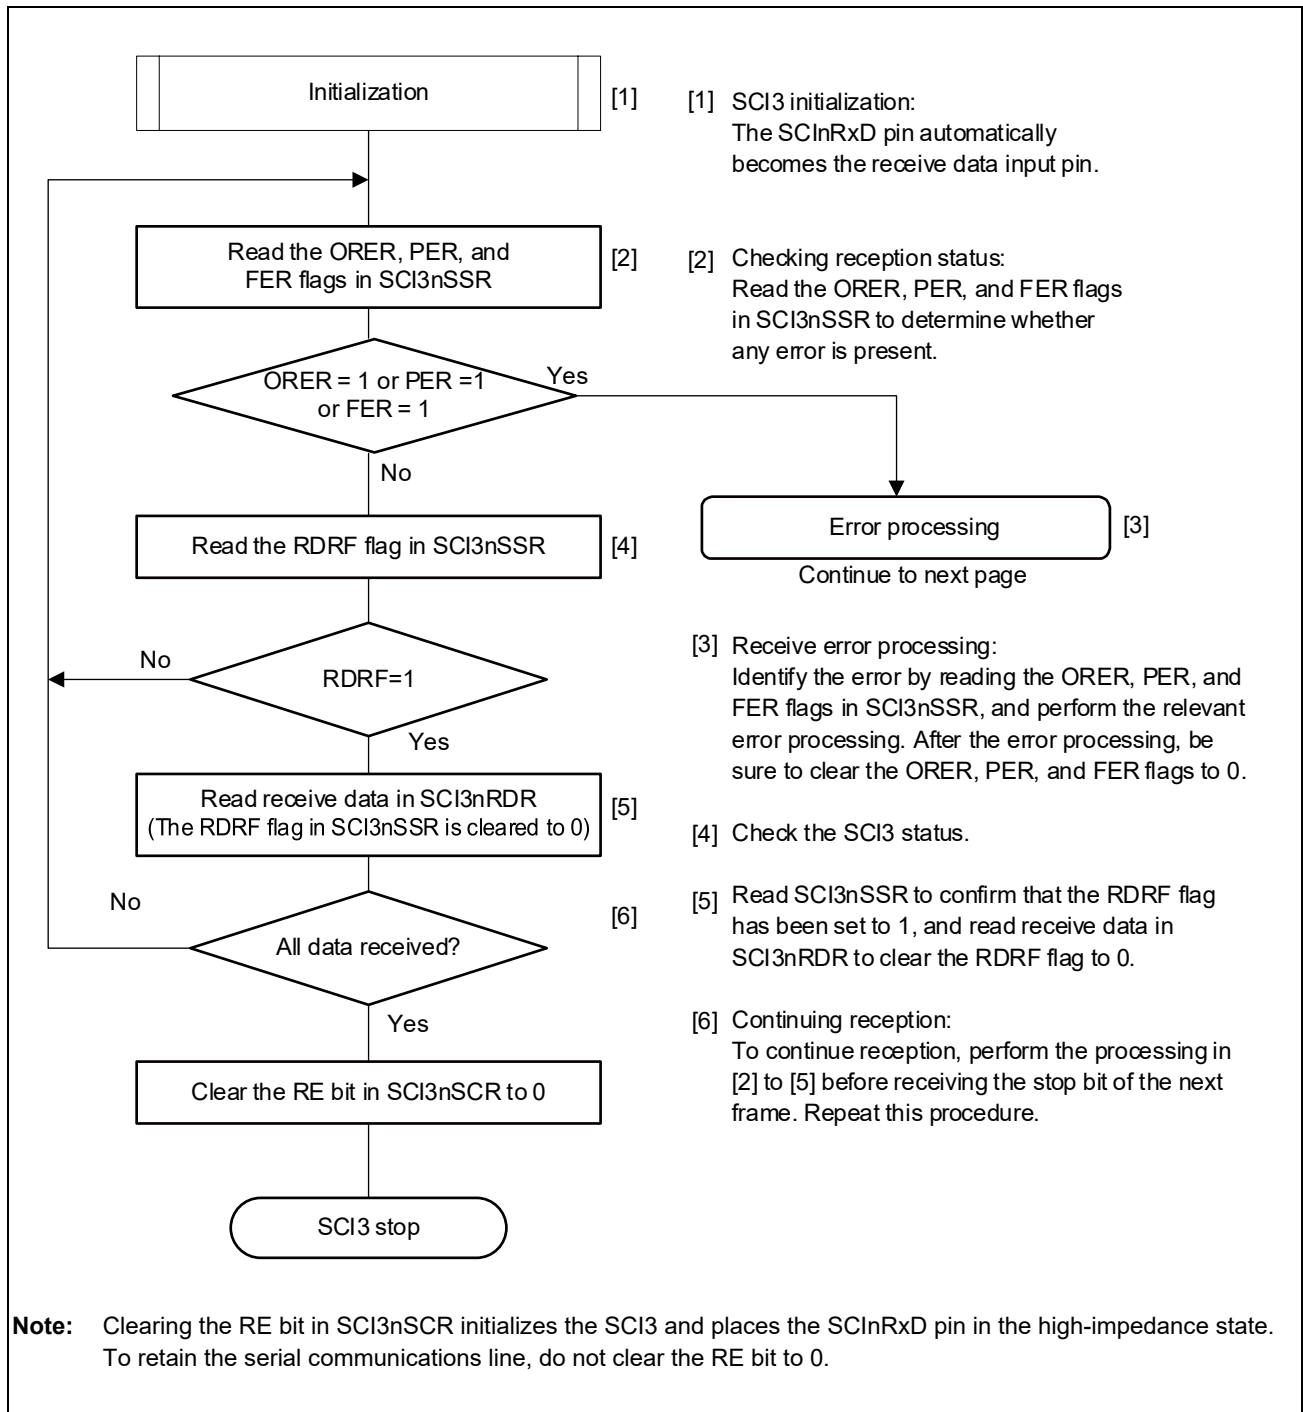 Initialization
[1]
[1] SCI3 initialization:
The SCInRxD pin automatically
becomes the receive data input pin.
Read the ORER, PER, and
FER flags in SCI3nSSR
[2]
[2] Checking reception status:
Read the ORER, PER, and FER flags
in SCI3nSSR to determine whether
any error is present.
ORER = 1 or PER =1
or FER = 1
Yes
No
Read the RDRF flag in SCI3nSSR
[4]
Error processing
[3]
Continue to next page
[3] Receive error processing:
Identify the error by reading the ORER, PER, and
FER flags in SCI3nSSR, and perform the relevant
error processing. After the error processing, be
sure to clear the ORER, PER, and FER flags to 0.
No
RDRF=1
Yes
Read receive data in SCI3nRDR
(The RDRF flag in SCI3nSSR is cleared to 0)
[5]
[4] Check the SCI3 status.
[5] Read SCI3nSSR to confirm that the RDRF flag
has been set to 1, and read receive data in
SCI3nRDR to clear the RDRF flag to 0.
No
[6]
All data received?
Yes
[6] Continuing reception:
To continue reception, perform the processing in
[2] to [5] before receiving the stop bit of the next
frame. Repeat this procedure.
Clear the RE bit in SCI3nSCR to 0
SCI3 stop
Note: Clearing the RE bit in SCI3nSCR initializes the SCI3 and places the SCInRxD pin in the high-impedance state.
To retain the serial communications line, do not clear the RE bit to 0.